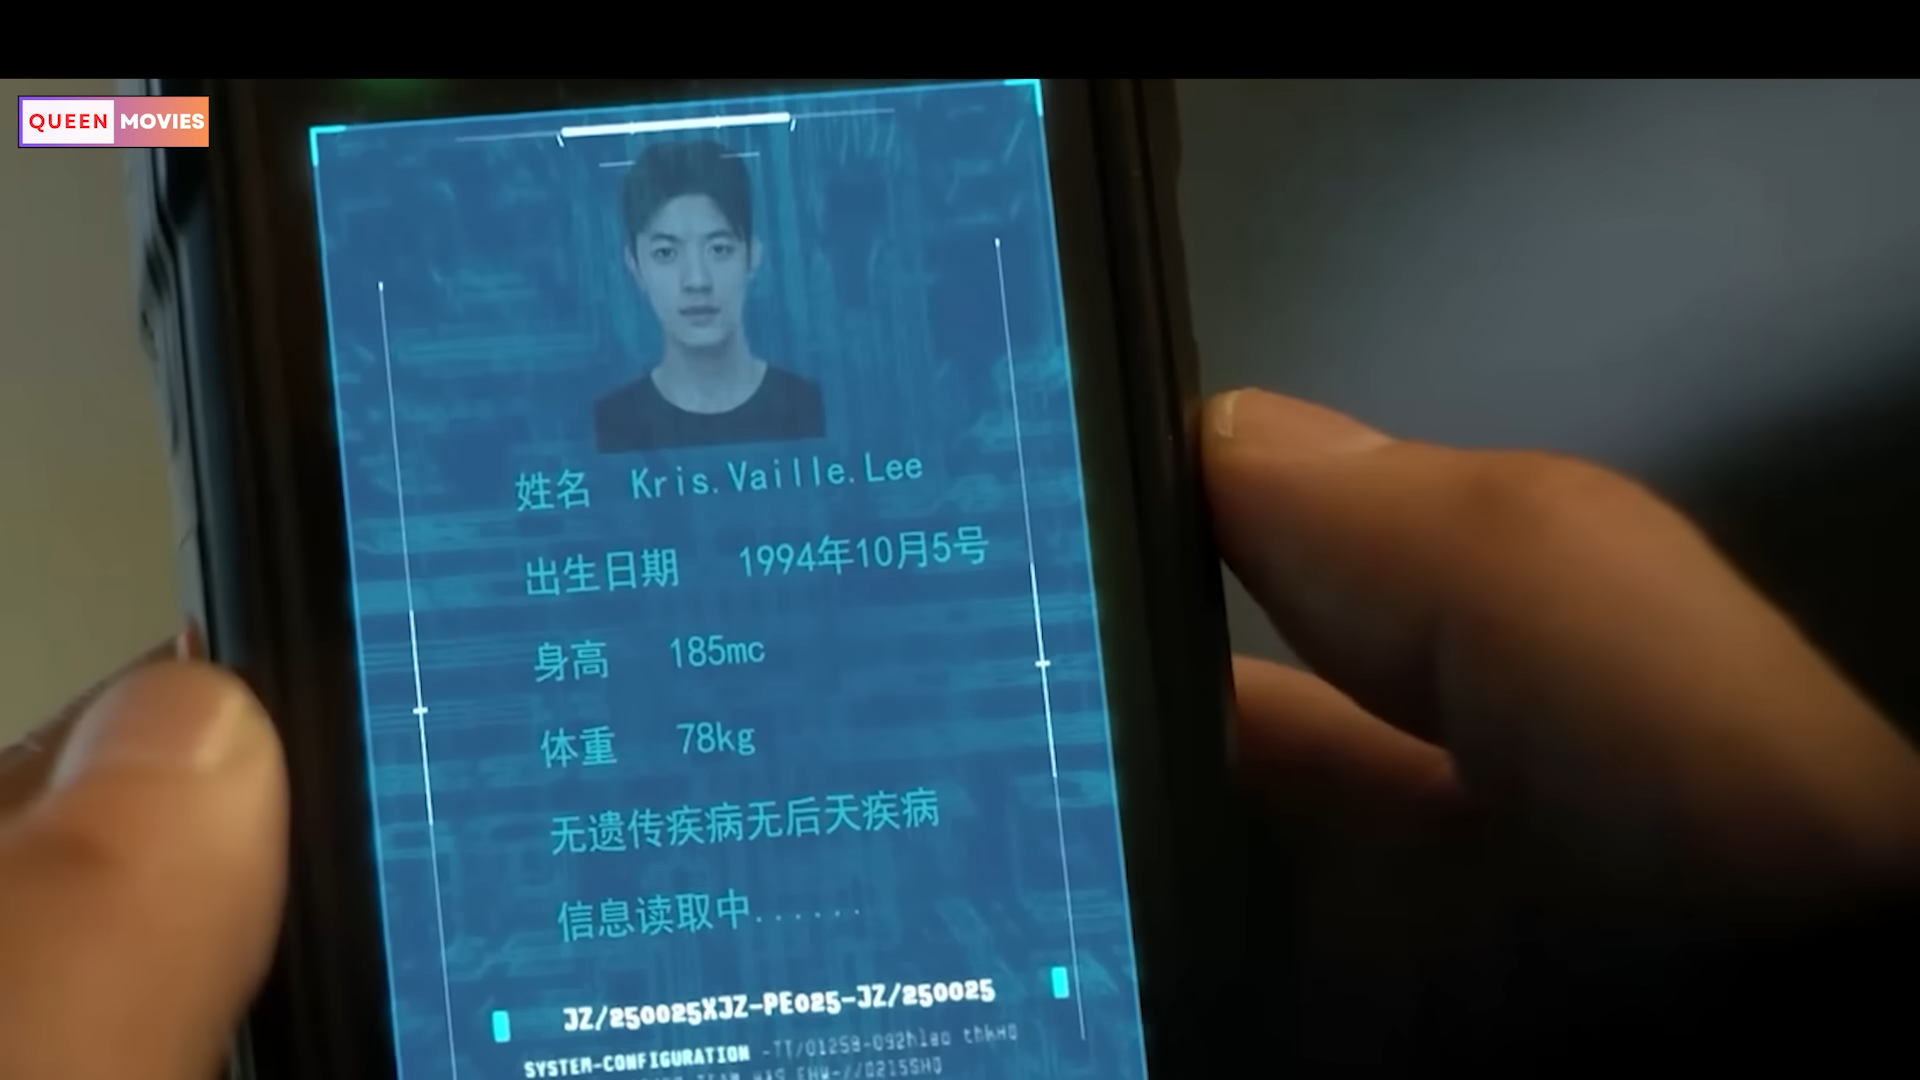 QUEEN MOVIES
姓名 Kris.Vaille.Lee
出生日期 1994年10月5号
身高 185mc
体重 78kg
无遗传疾病无后天疾病
信息读取中......
JZ/250025XJZ-PE025-JZ/250025
SYSTEM-CONFIGURATION